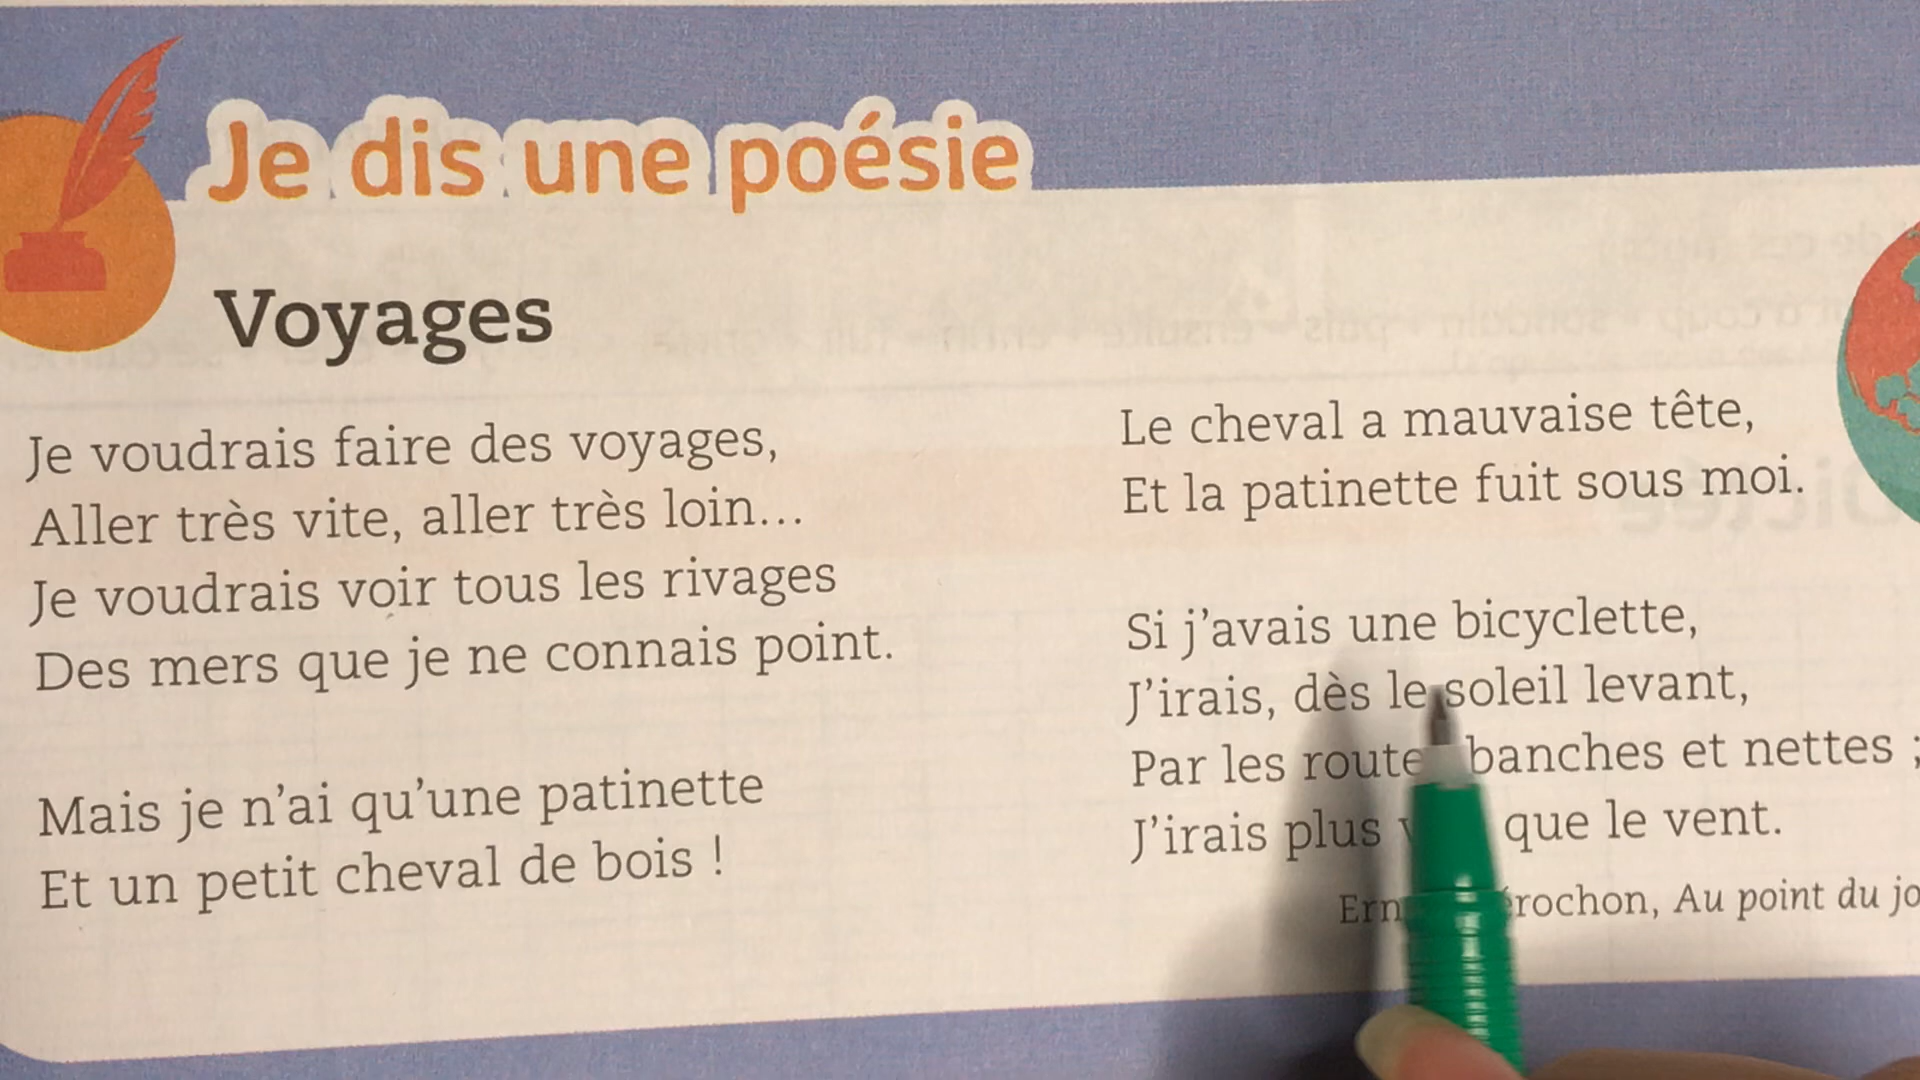 Je dis une poésie
Voyages
Je voudrais faire des voyages,
Aller très vite, aller très loin...
Je voudrais voir tous les rivages
Des mers que je ne connais point.
Mais je n'ai qu'une patinette
Et un petit cheval de bois !
Le cheval a mauvaise tête,
Et la patinette fuit sous moi.
Si j'avais une bicyclette,
J'irais, dès le soleil levant,
Par les route banches et nettes ;
J'irais plus que le vent.
Au point du